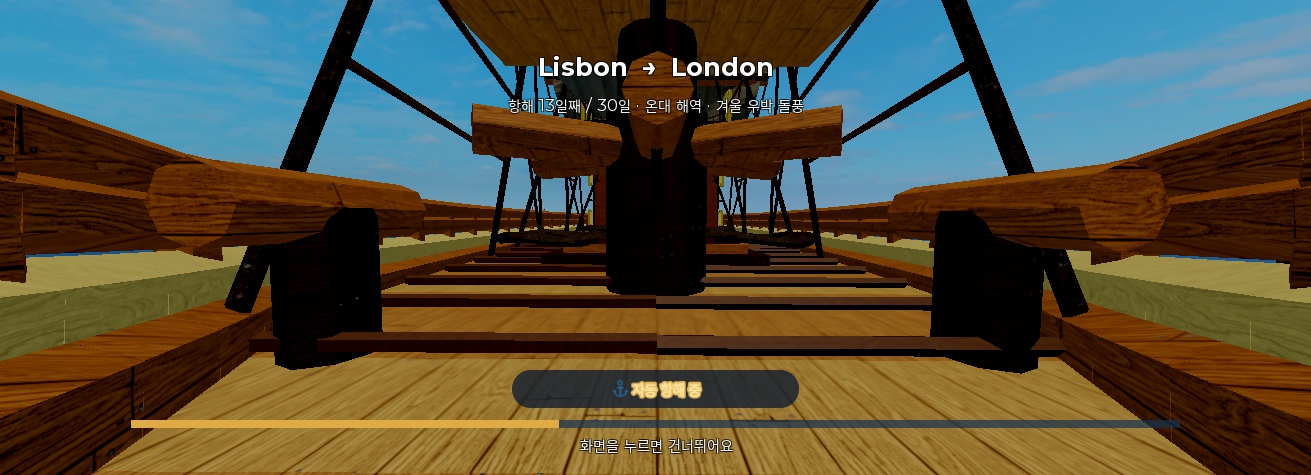 Lisbon → London
항해 13일째 / 30일 · 온대 해역 · 겨울 우박 돌풍
⚓ 자동 항해 중
화면을 누르면 건너뛰어요